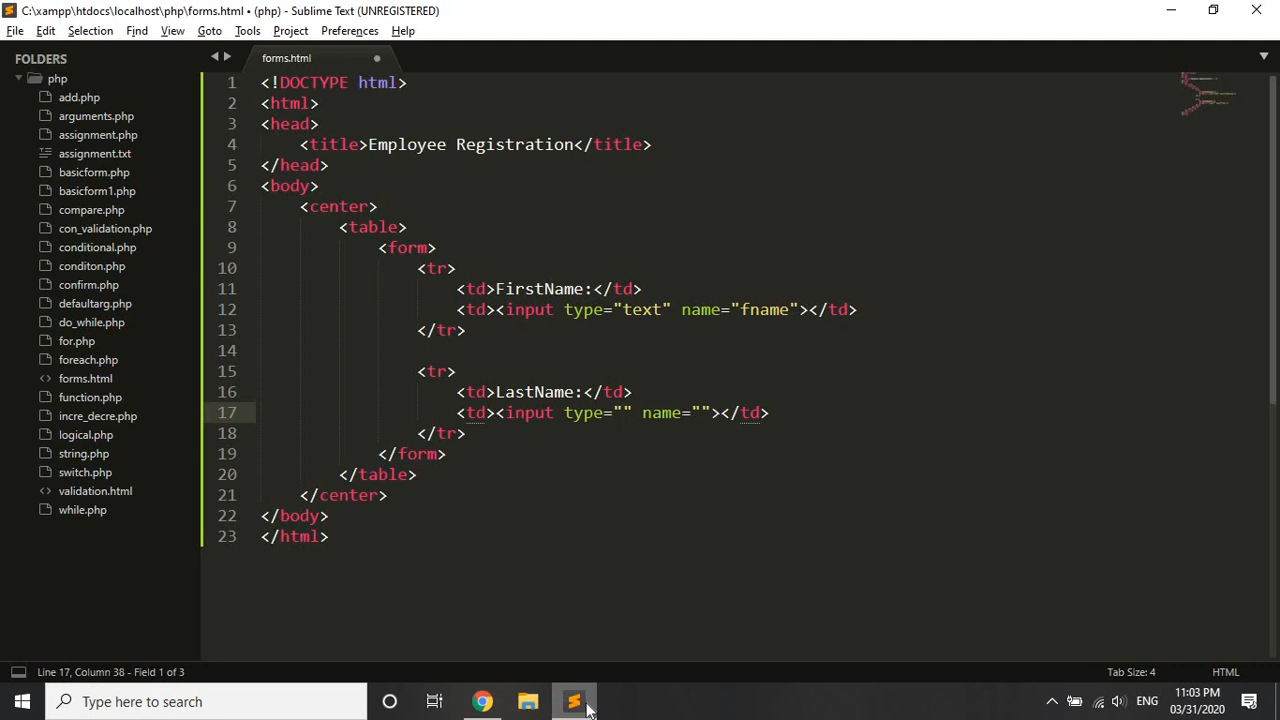 C:\xampp\htdocs\localhost\php\forms.html • (php) - Sublime Text (UNREGISTERED)
File Edit Selection Find View Goto Tools Project Preferences Help
FOLDERS
php
add.php
arguments.php
assignment.php
assignment.txt
basicform.php
basicform1.php
compare.php
con_validation.php
conditional.php
conditon.php
confirm.php
defaultarg.php
do_while.php
for.php
foreach.php
forms.html
function.php
incre_decre.php
logical.php
string.php
switch.php
validation.html
while.php
forms.html
1 <!DOCTYPE html>
2 <html>
3 <head>
4 <title>Employee Registration</title>
5 </head>
6 <body>
7 <center>
8 <table>
9 <form>
10 <tr>
11 <td>FirstName:</td>
12 <td><input type="text" name="fname"></td>
13 </tr>
14
15 <tr>
16 <td>LastName:</td>
17 <td><input type="" name=""></td>
18 </tr>
19 </form>
20 </table>
21 </center>
22 </body>
23 </html>
Line 17, Column 38 - Field 1 of 3
Tab Size: 4 HTML
Type here to search
ENG
11:03 PM
03/31/2020